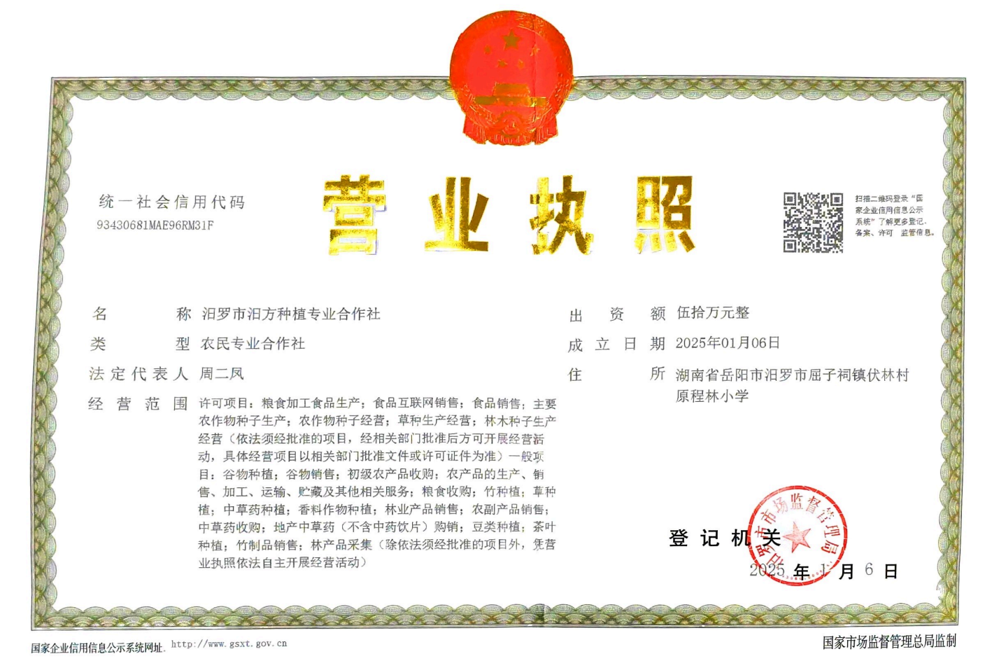 营业执照
统一社会信用代码
93430681MAE96RM31F
扫描二维码登录“国
家企业信用信息公示
系统”了解更多登记、
备案、许可 监管信息。
名称 汨罗市汨方种植专业合作社
类型 农民专业合作社
法定代表人 周二凤
经营范围 许可项目：粮食加工食品生产；食品互联网销售；食品销售；主要
农作物种子生产；农作物种子经营；草种生产经营；林木种子生产
经营（依法须经批准的项目，经相关部门批准后方可开展经营活
动，具体经营项目以相关部门批准文件或许可证件为准）一般项
目：谷物种植；谷物销售；初级农产品收购；农产品的生产、销
售、加工、运输、贮藏及其他相关服务；粮食收购；竹种植；草种
植；中草药种植；香料作物种植；林业产品销售；农副产品销售；
中草药收购；地产中草药（不含中药饮片）购销；豆类种植；茶叶
种植；竹制品销售；林产品采集（除依法须经批准的项目外，凭营
业执照依法自主开展经营活动）
出资额 伍拾万元整
成立日期 2025年01月06日
住所 湖南省岳阳市汨罗市屈子祠镇伏林村
原程林小学
登记机关
汨罗市市场监督管理局
2025 年 1 月 6 日
国家企业信用信息公示系统网址. http://www.gsxt.gov.cn
国家市场监督管理总局监制